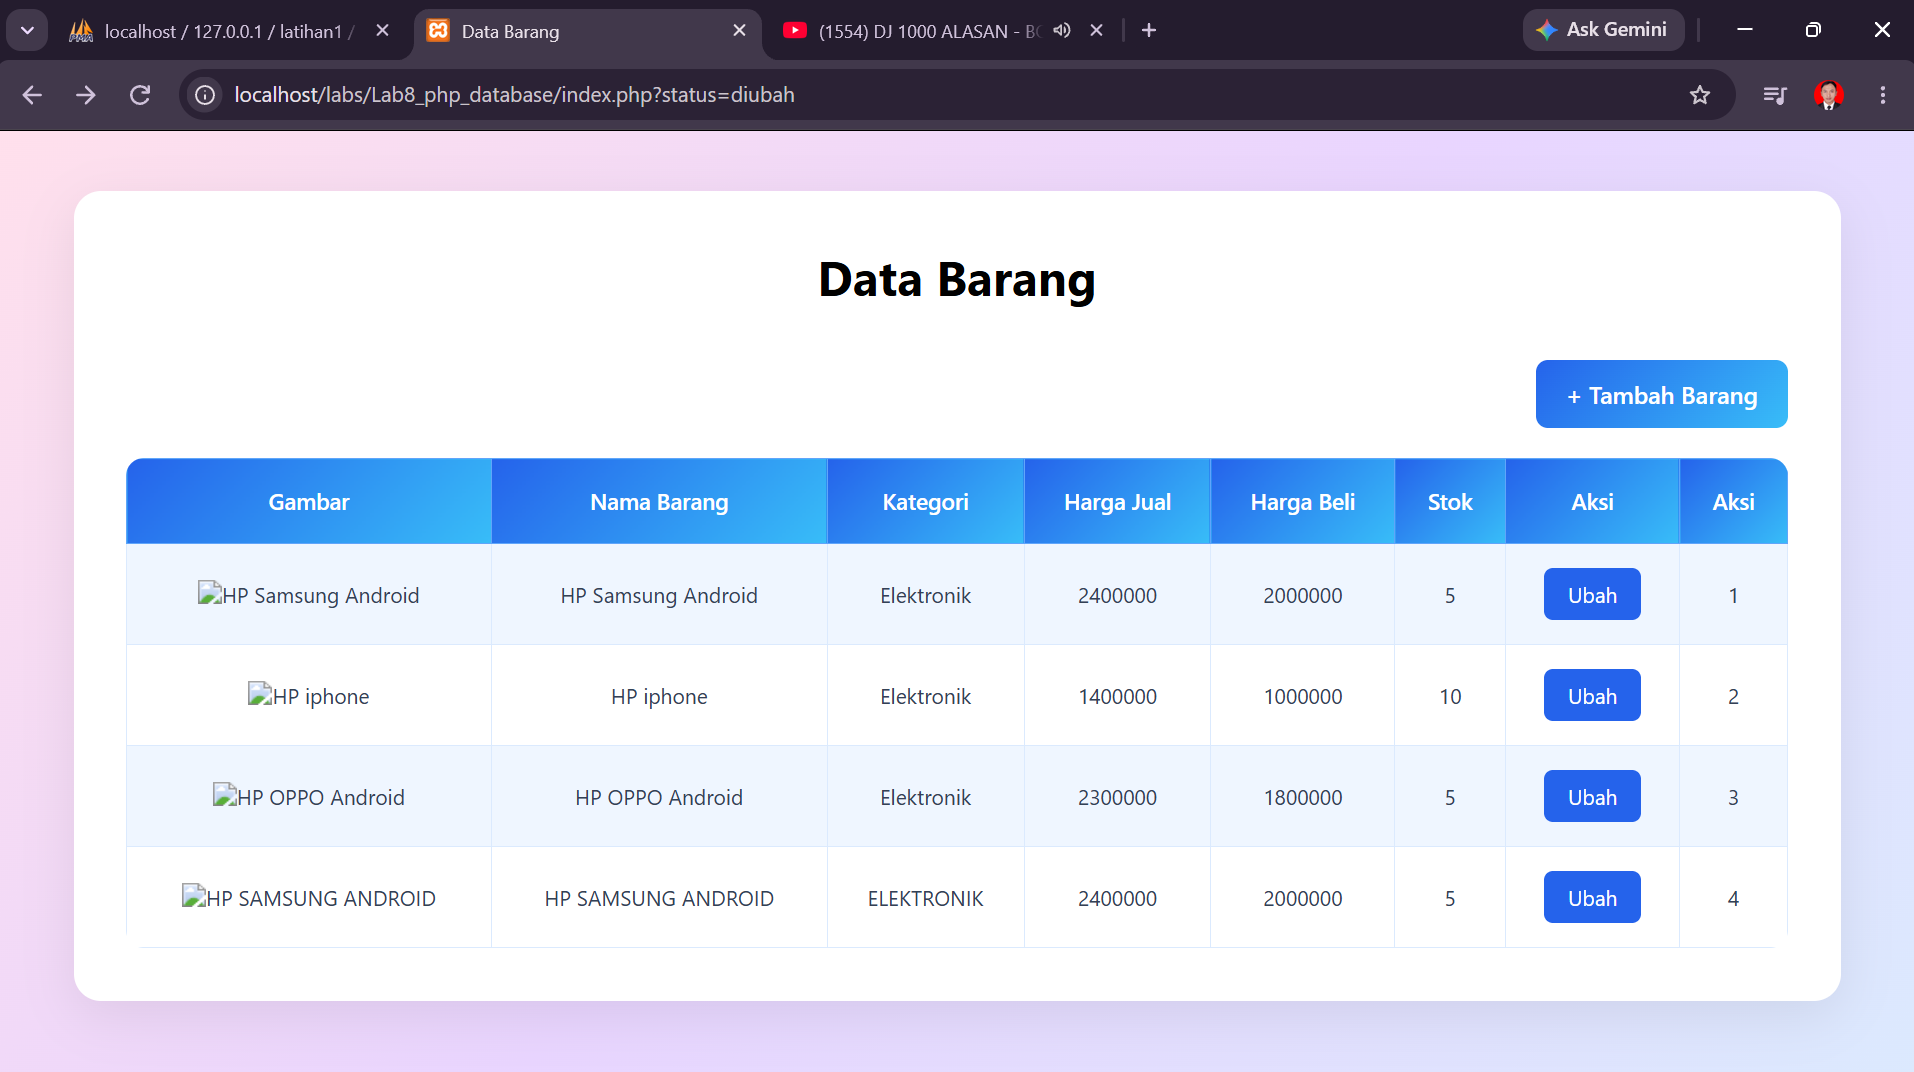 localhost / 127.0.0.1 / latihan1 /
Data Barang
(1554) DJ 1000 ALASAN -
Ask Gemini
localhost/labs/Lab8_php_database/index.php?status=diubah
Data Barang
+ Tambah Barang
Gambar Nama Barang Kategori Harga Jual Harga Beli Stok Aksi Aksi
HP Samsung Android HP Samsung Android Elektronik 2400000 2000000 5 Ubah 1
HP iphone HP iphone Elektronik 1400000 1000000 10 Ubah 2
HP OPPO Android HP OPPO Android Elektronik 2300000 1800000 5 Ubah 3
HP SAMSUNG ANDROID HP SAMSUNG ANDROID ELEKTRONIK 2400000 2000000 5 Ubah 4